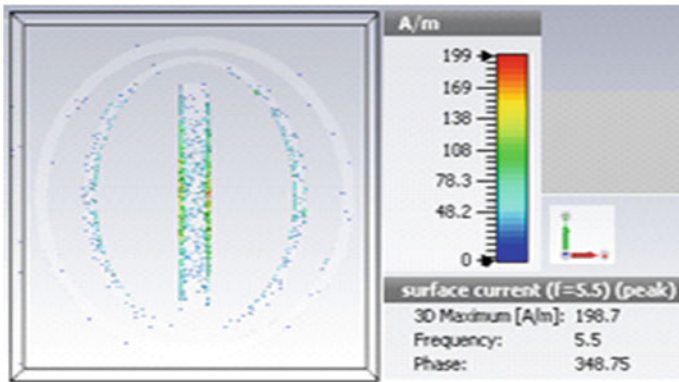 A/m
199
169
138
108
78.3
48.2
0
surface current (f=5.5) (peak)
3D Maximum [A/m]: 198.7
Frequency: 5.5
Phase: 348.75